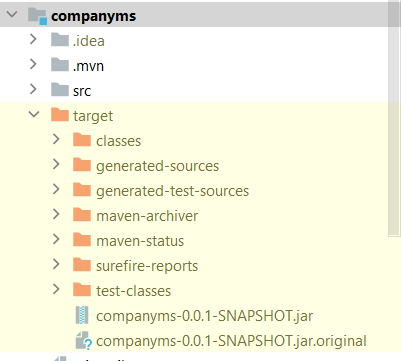 companyms
.idea
.mvn
src
target
classes
generated-sources
generated-test-sources
maven-archiver
maven-status
surefire-reports
test-classes
companyms-0.0.1-SNAPSHOT.jar
companyms-0.0.1-SNAPSHOT.jar.original